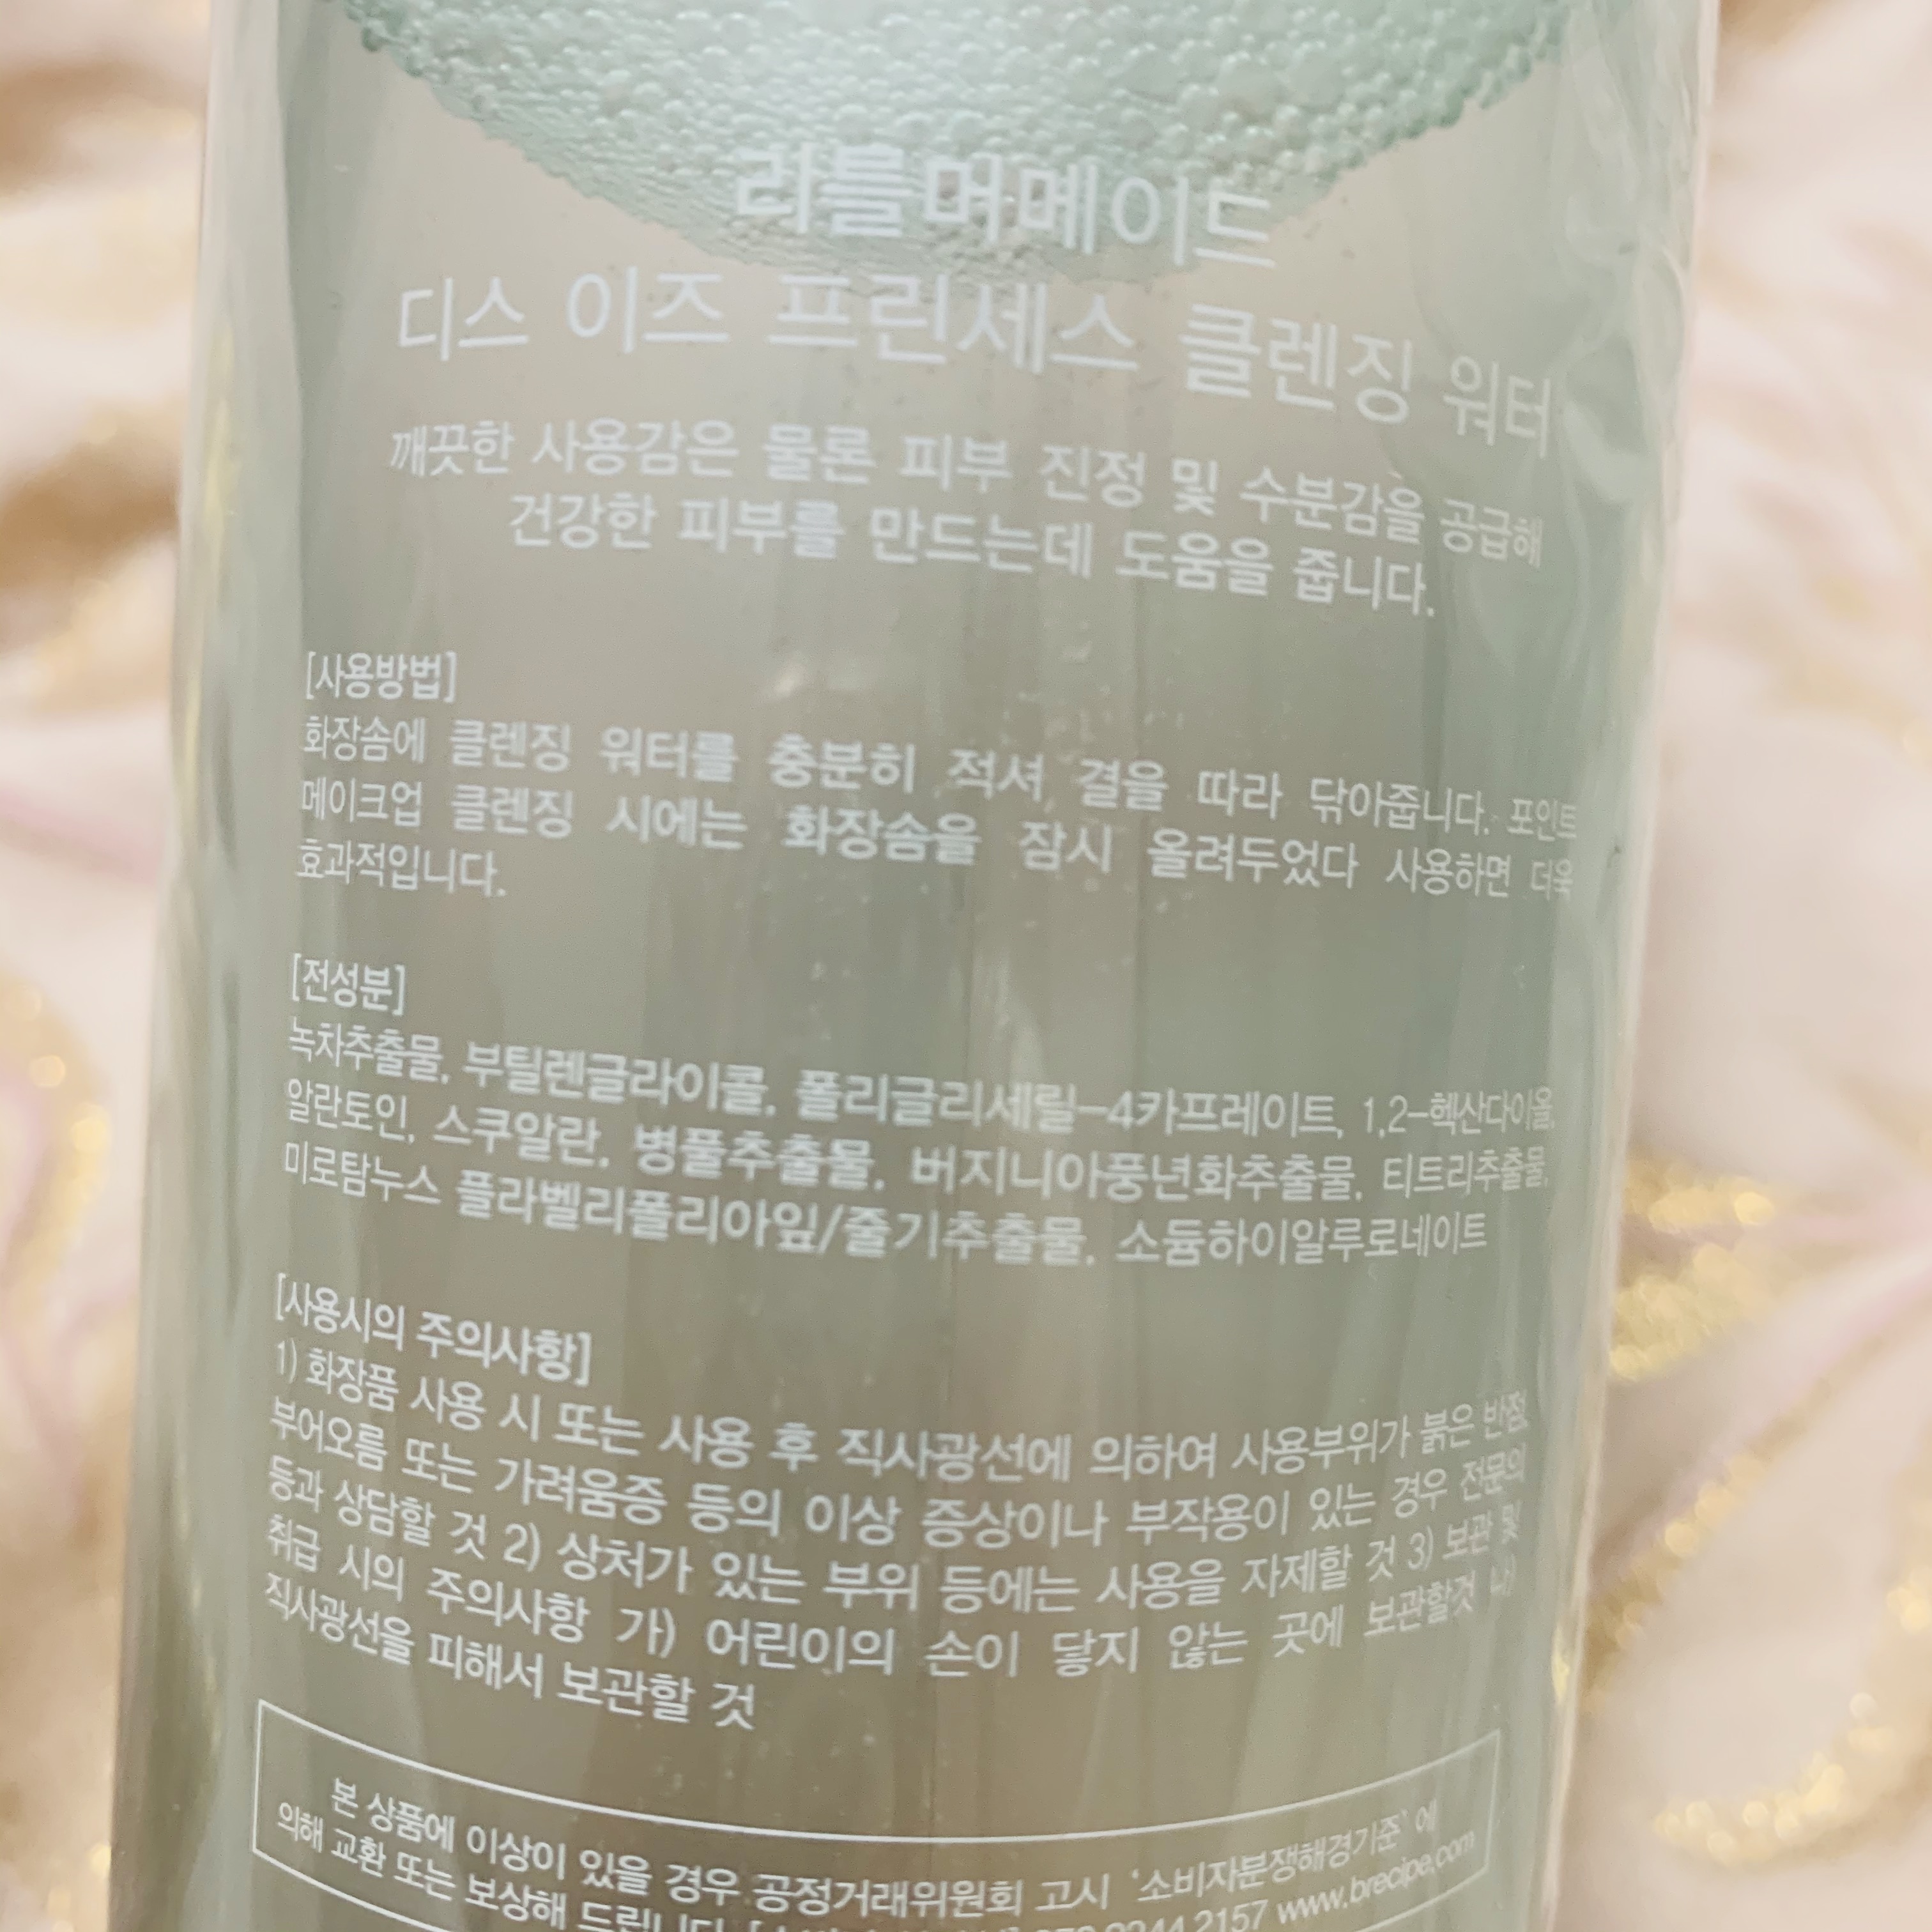 리틀머메이드
디스 이즈 프린세스 클렌징 워터
깨끗한 사용감은 물론 피부 진정 및 수분감을 공급해
건강한 피부를 만드는데 도움을 줍니다.
[사용방법]
화장솜에 클렌징 워터를 충분히 적셔 결을 따라 닦아줍니다. 포인트
메이크업 클렌징 시에는 화장솜을 잠시 올려두었다 사용하면 더욱
효과적입니다.
[전성분]
녹차추출물, 부틸렌글라이콜, 폴리글리세릴-4카프레이트, 1,2-헥산다이올,
알란토인, 스쿠알란, 병풀추출물, 버지니아풍년화추출물, 티트리추출물,
미로탐누스 플라벨리폴리아잎/줄기추출물, 소듐하이알루로네이트
[사용시의 주의사항]
1) 화장품 사용 시 또는 사용 후 직사광선에 의하여 사용부위가 붉은 반점,
부어오름 또는 가려움증 등의 이상 증상이나 부작용이 있는 경우 전문의
등과 상담할 것 2) 상처가 있는 부위 등에는 사용을 자제할 것 3) 보관 및
취급 시의 주의사항 가) 어린이의 손이 닿지 않는 곳에 보관할것 나)
직사광선을 피해서 보관할 것
본 상품에 이상이 있을 경우 공정거래위원회 고시 '소비자분쟁해결기준' 에
의해 교환 또는 보상해 드립니다. 2157 www.brecipe.com